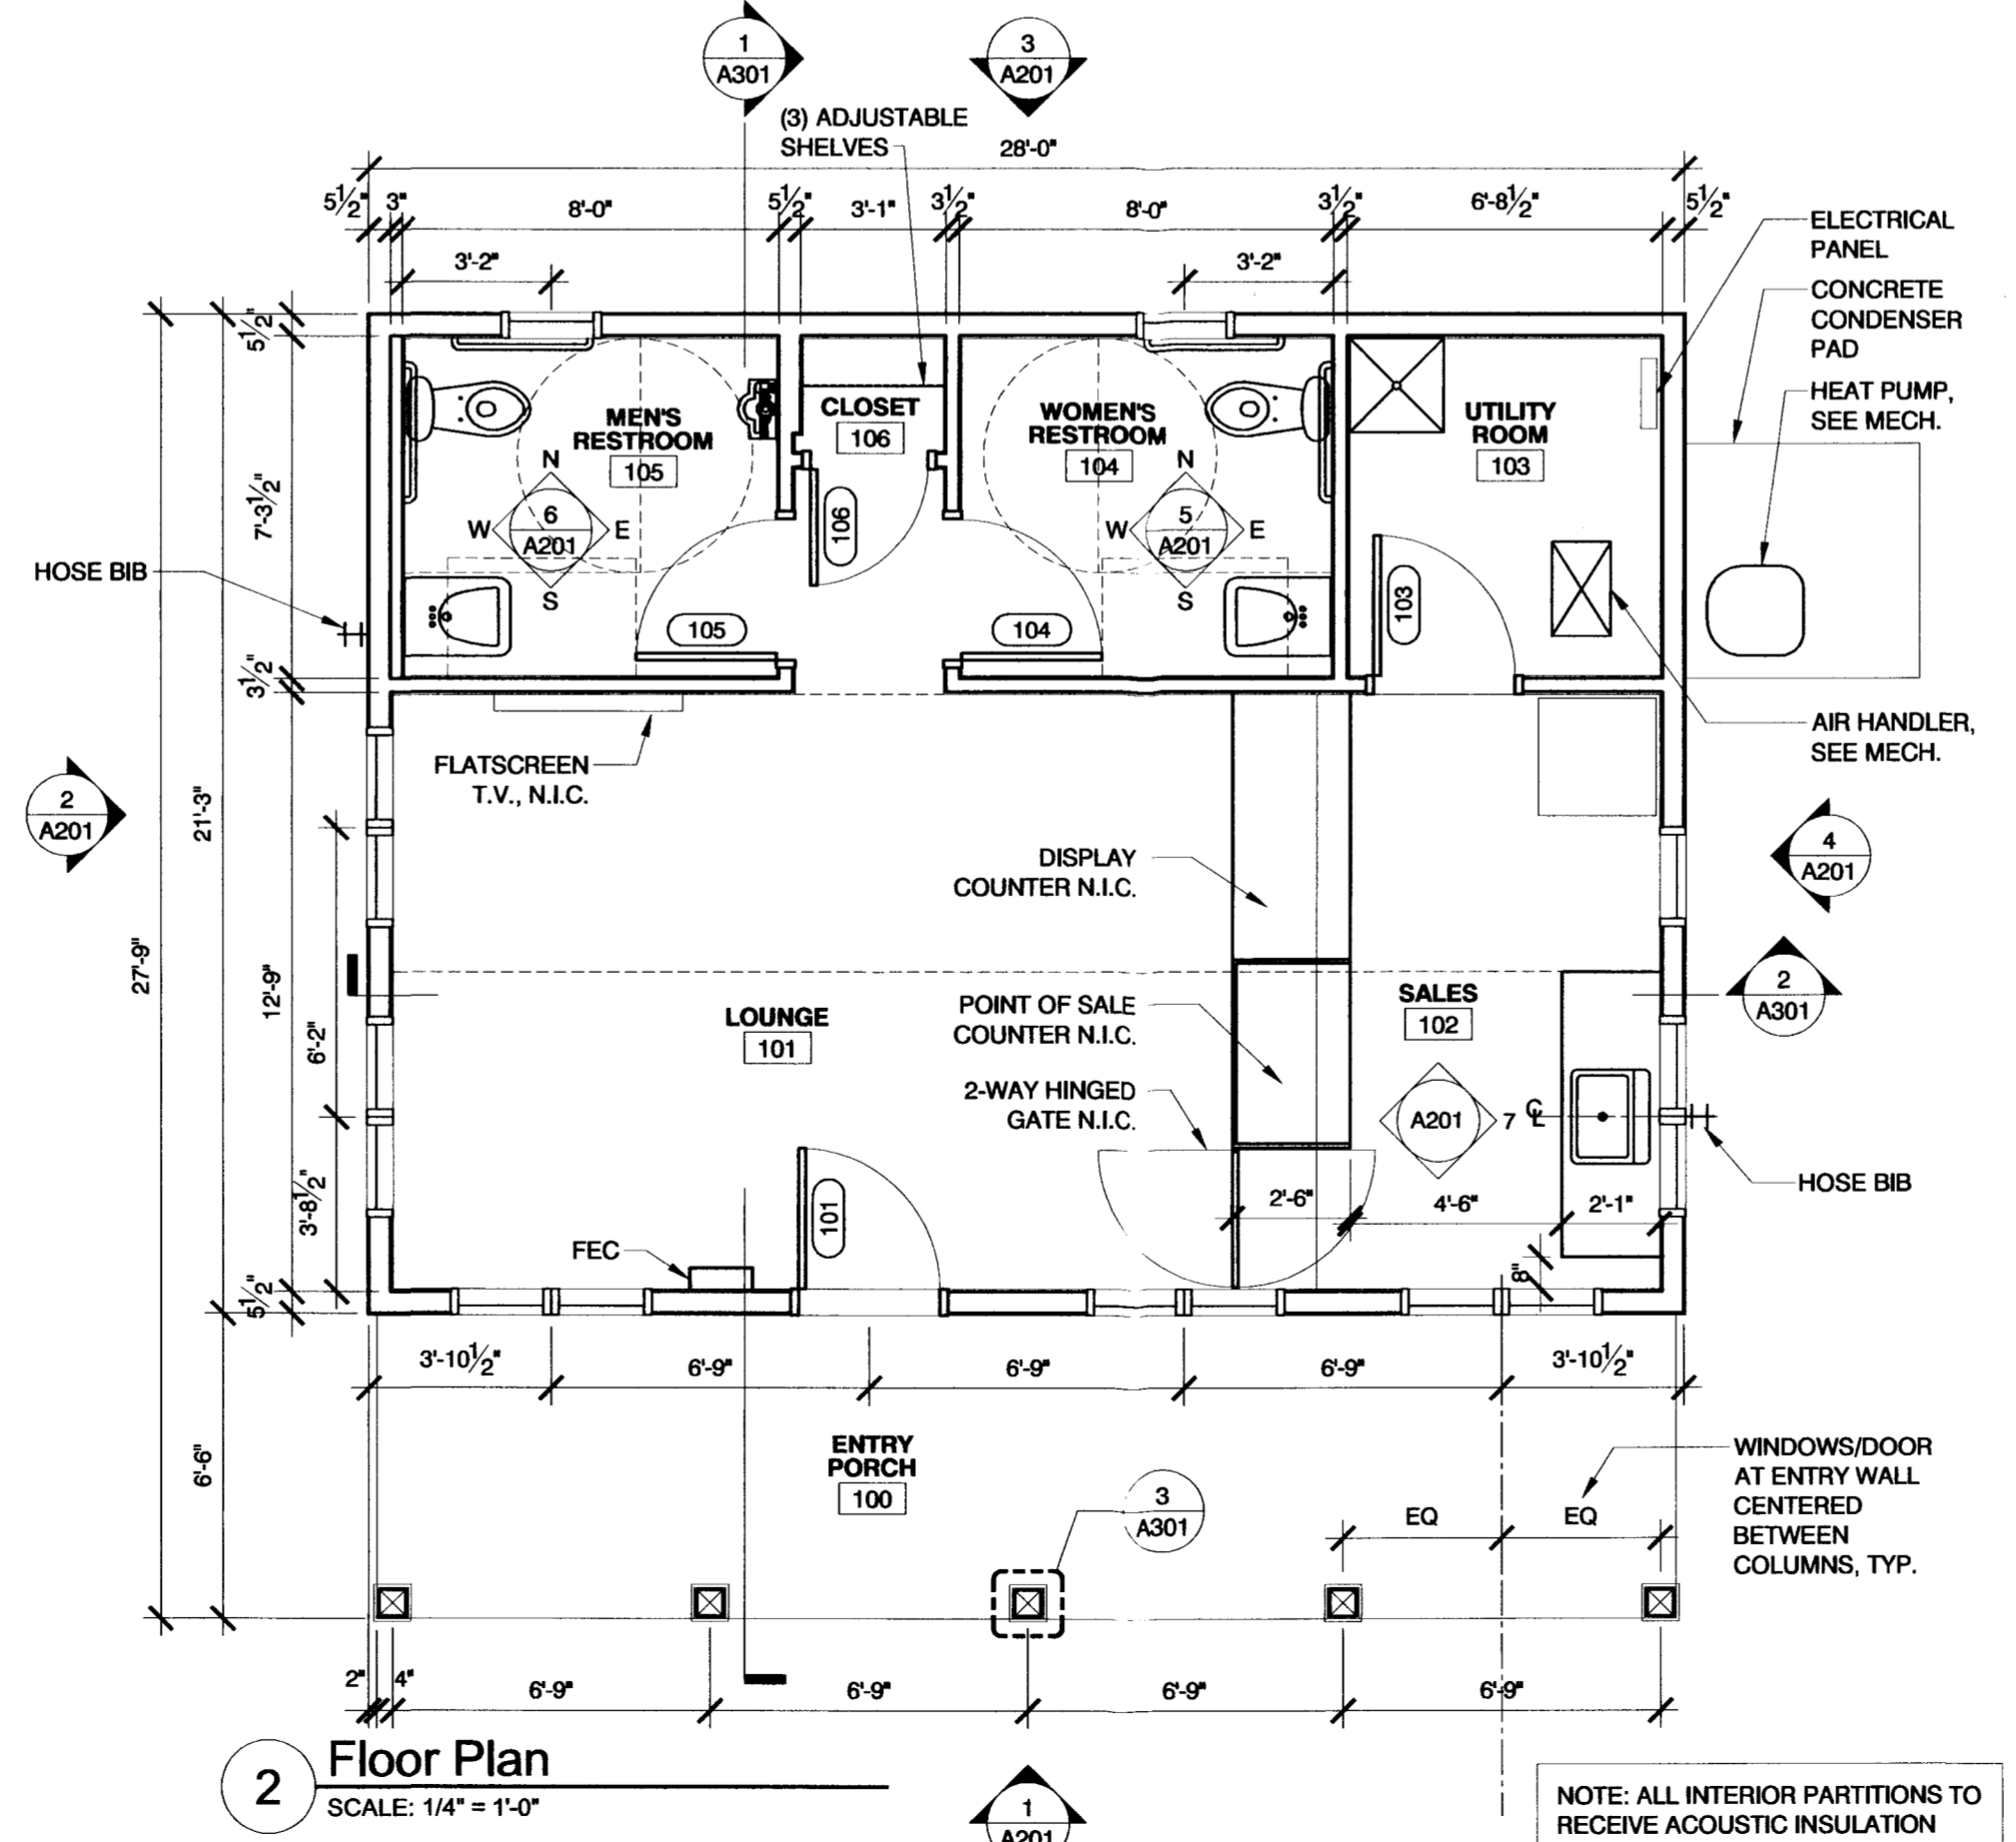 1
A301
3
A201
(3) ADJUSTABLE
SHELVES
28'-0"
5½" 3" 8'-0" 5½" 3'-1" 3½" 8'-0" 3½" 6'-8½" 5½"
3'-2" 3'-2"
ELECTRICAL
PANEL
CONCRETE
CONDENSER
PAD
HEAT PUMP,
SEE MECH.
5½"
7'-3½"
3½"
MEN'S
RESTROOM
105
CLOSET
106
WOMEN'S
RESTROOM
104
UTILITY
ROOM
103
N
W 6 E
A201
S
N
W 5 E
A201
S
106
105
104
103
HOSE BIB
FLATSCREEN
T.V., N.I.C.
AIR HANDLER,
SEE MECH.
2
A201
4
A201
21'-3"
27'-9"
12'-9"
6'-2"
3'-8½"
5½"
DISPLAY
COUNTER N.I.C.
LOUNGE
101
POINT OF SALE
COUNTER N.I.C.
SALES
102
2
A301
2-WAY HINGED
GATE N.I.C.
A201 7 CL
HOSE BIB
101
FEC
2'-6" 4'-6" 2'-1"
8"
3'-10½" 6'-9" 6'-9" 6'-9" 3'-10½"
6'-6"
ENTRY
PORCH
100
3
A301
EQ EQ
WINDOWS/DOOR
AT ENTRY WALL
CENTERED
BETWEEN
COLUMNS, TYP.
2" 4" 6'-9" 6'-9" 6'-9" 6'-9"
2 Floor Plan
SCALE: 1/4" = 1'-0"
1
A201
NOTE: ALL INTERIOR PARTITIONS TO
RECEIVE ACOUSTIC INSULATION